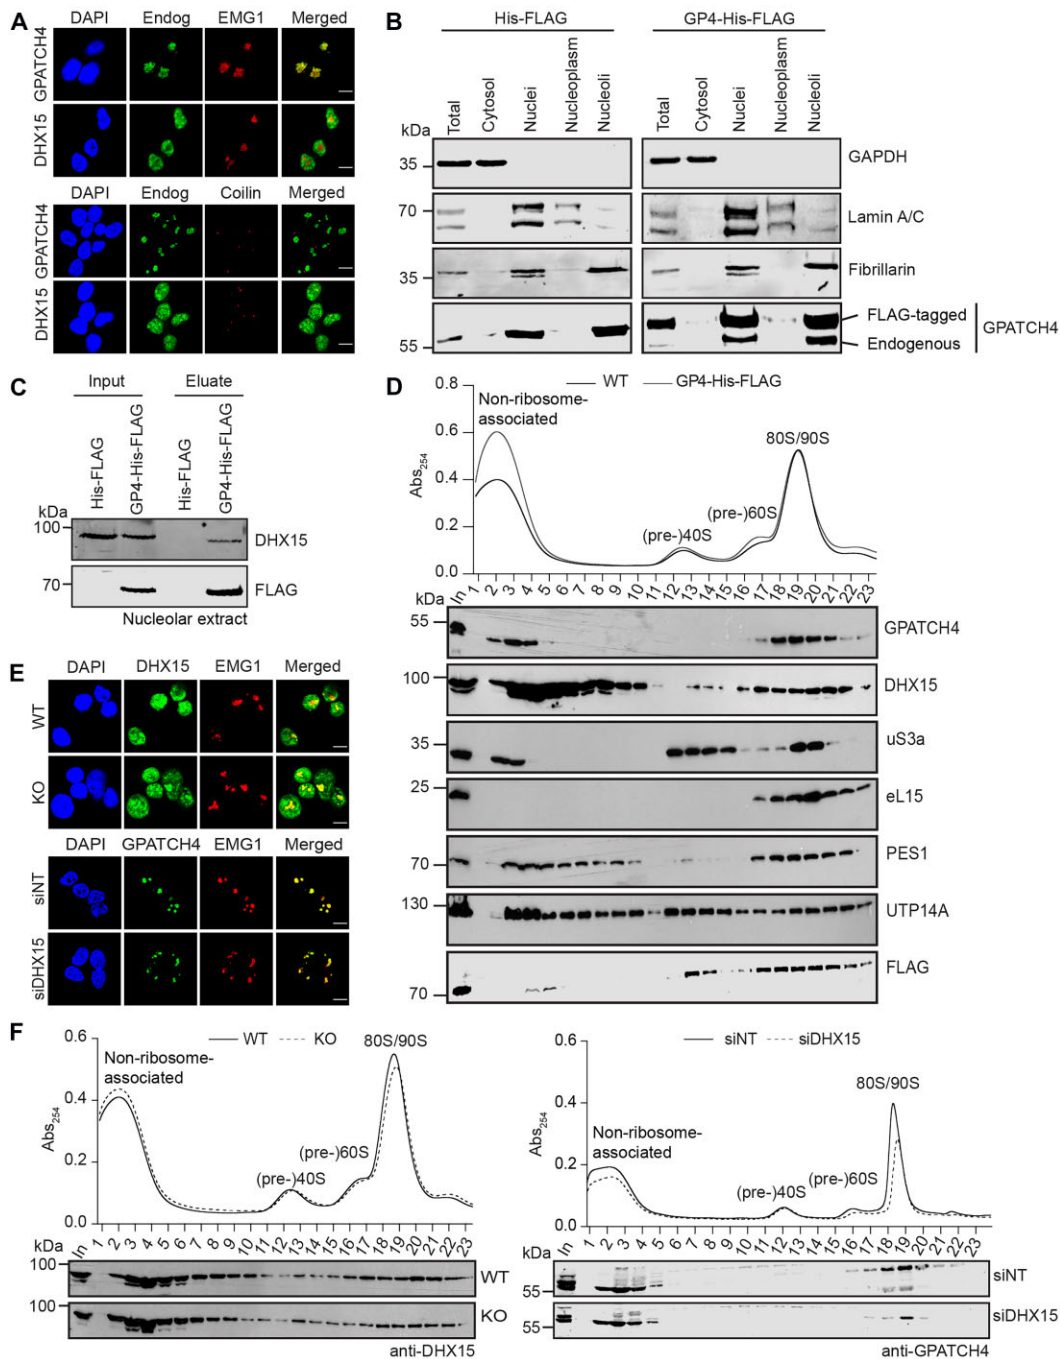 A
DAPI Endog EMG1 Merged
GPATCH4
DHX15
DAPI Endog Coilin Merged
GPATCH4
DHX15
B
His-FLAG GP4-His-FLAG
Total Cytosol Nuclei Nucleoplasm Nucleoli Total Cytosol Nuclei Nucleoplasm Nucleoli
kDa
35 GAPDH
70 Lamin A/C
35 Fibrillarin
55 FLAG-tagged
Endogenous
GPATCH4
C
Input Eluate
His-FLAG GP4-His-FLAG His-FLAG GP4-His-FLAG
kDa
100 DHX15
70 FLAG
Nucleolar extract
D
WT GP4-His-FLAG
Non-ribosome-
associated
80S/90S
(pre-)60S
(pre-)40S
Abs254
0.8
0.6
0.4
0.2
0.0
In 1 2 3 4 5 6 7 8 9 10 11 12 13 14 15 16 17 18 19 20 21 22 23
kDa
55 GPATCH4
100 DHX15
35 uS3a
25 eL15
70 PES1
130 UTP14A
70 FLAG
E
DAPI DHX15 EMG1 Merged
WT
KO
DAPI GPATCH4 EMG1 Merged
siNT
siDHX15
F
WT KO
80S/90S
Non-ribosome-
associated
(pre-)60S
(pre-)40S
Abs254
0.6
0.4
0.2
0.0
In 1 2 3 4 5 6 7 8 9 10 11 12 13 14 15 16 17 18 19 20 21 22 23
kDa
100 WT
100 KO
anti-DHX15
siNT siDHX15
80S/90S
Non-ribosome-
associated
(pre-)60S
(pre-)40S
Abs254
0.6
0.4
0.2
0.0
In 1 2 3 4 5 6 7 8 9 10 11 12 13 14 15 16 17 18 19 20 21 22 23
kDa
55 siNT
55 siDHX15
anti-GPATCH4